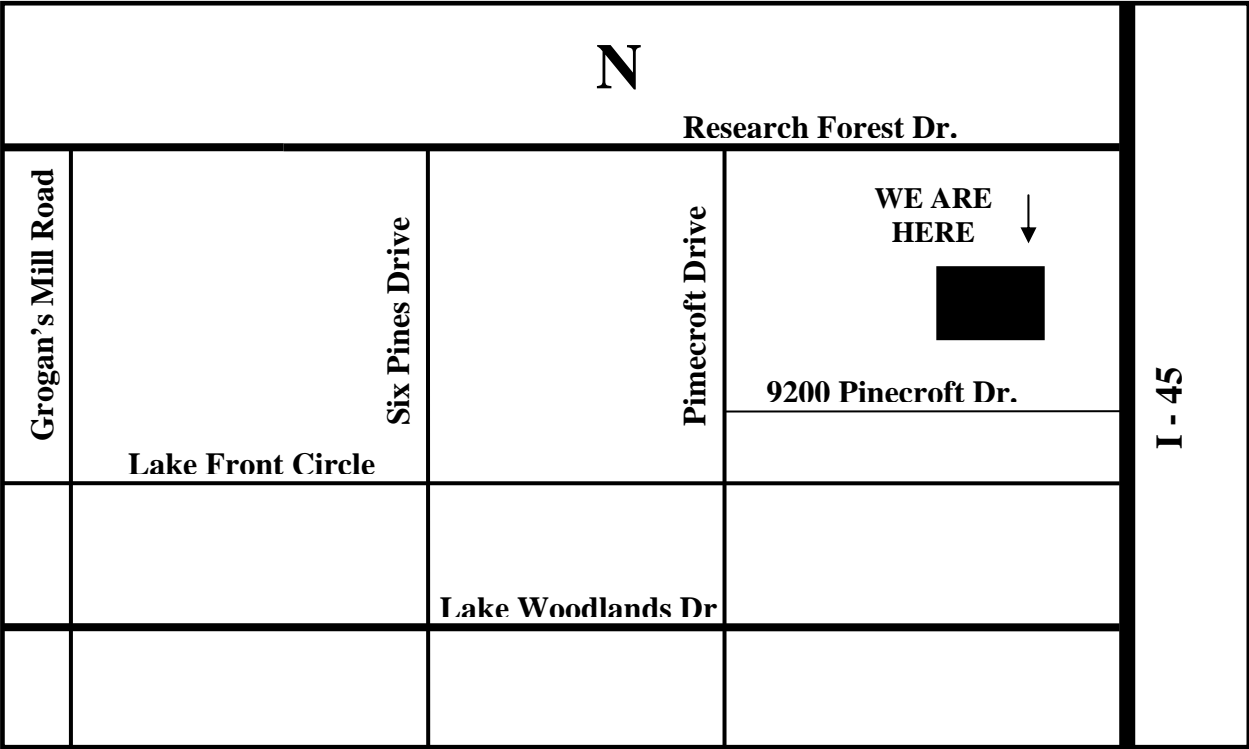 N
Research Forest Dr.
WE ARE
HERE
Grogan's Mill Road
Six Pines Drive
Pimecroft Drive
9200 Pinecroft Dr.
I - 45
Lake Front Circle
Lake Woodlands Dr